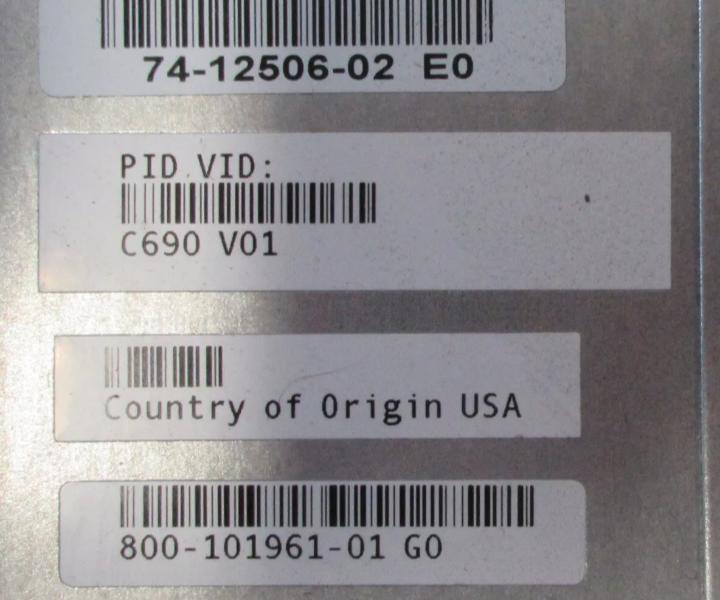 74-12506-02 E0
PID VID:
C690 V01
Country of Origin USA
800-101961-01 G0